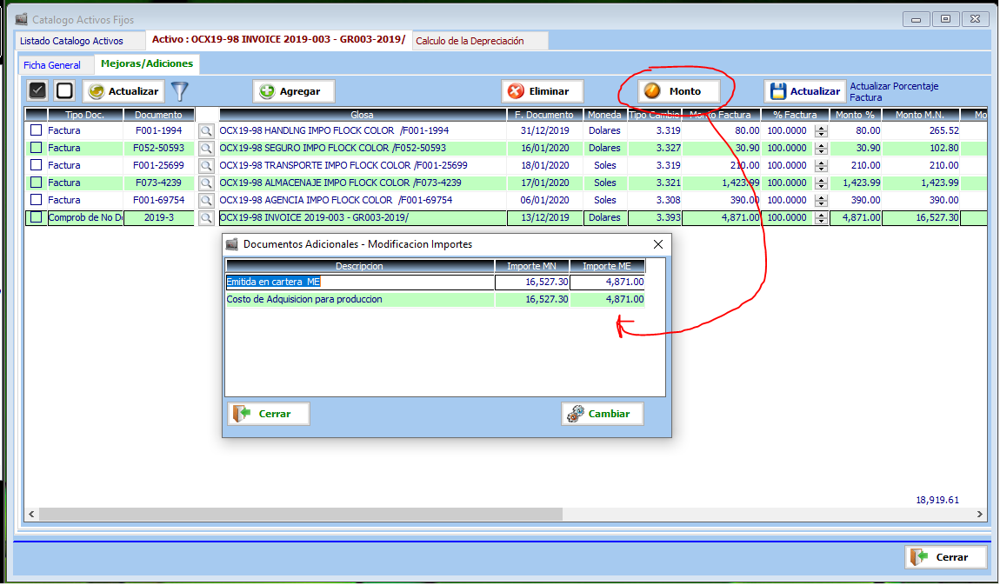 Catalogo Activos Fijos
Listado Catalogo Activos
Activo : OCX19-98 INVOICE 2019-003 - GR003-2019/
Calculo de la Depreciación
Ficha General
Mejoras/Adiciones
Actualizar
Agregar
Eliminar
Monto
Actualizar
Actualizar Porcentaje
Factura
Tipo Doc. Documento Glosa F. Documento Moneda Tipo Cambio Monto Factura % Factura Monto % Monto M.N. Mo
Factura F001-1994 OCX19-98 HANDLNG IMPO FLOCK COLOR /F001-1994 31/12/2019 Dolares 3.319 80.00 100.0000 80.00 265.52
Factura F052-50593 OCX19-98 SEGURO IMPO FLOCK COLOR /F052-50593 16/01/2020 Dolares 3.327 30.90 100.0000 30.90 102.80
Factura F001-25699 OCX19-98 TRANSPORTE IMPO FLOCK COLOR /F001-25699 18/01/2020 Soles 3.319 210.00 100.0000 210.00 210.00
Factura F073-4239 OCX19-98 ALMACENAJE IMPO FLOCK COLOR /F073-4239 17/01/2020 Soles 3.321 1,423.99 100.0000 1,423.99 1,423.99
Factura F001-69754 OCX19-98 AGENCIA IMPO FLOCK COLOR /F001-69754 06/01/2020 Soles 3.308 390.00 100.0000 390.00 390.00
Comprob de No D 2019-3 OCX19-98 INVOICE 2019-003 - GR003-2019/ 13/12/2019 Dolares 3.393 4,871.00 100.0000 4,871.00 16,527.30
Documentos Adicionales - Modificacion Importes
Descripcion Importe MN Importe ME
Emitida en cartera ME 16,527.30 4,871.00
Costo de Adquisicion para produccion 16,527.30 4,871.00
Cerrar
Cambiar
18,919.61
Cerrar